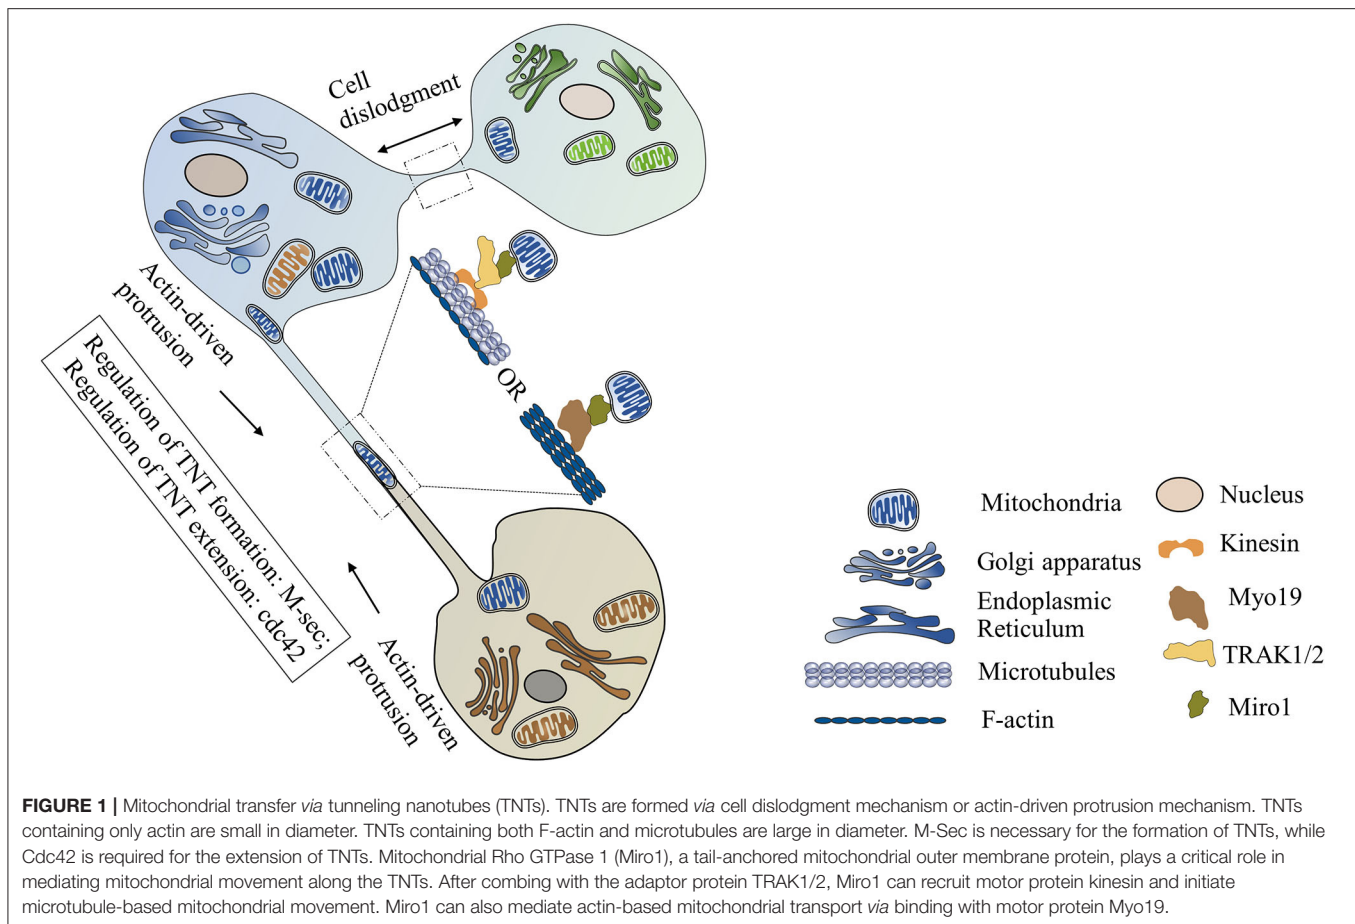 Cell
dislodgment
Actin-driven
protrusion
Regulation of TNT formation: M-sec;
Regulation of TNT extension: cdc42
OR
Actin-driven
protrusion
Mitochondria
Golgi apparatus
Endoplasmic
Reticulum
Microtubules
F-actin
Nucleus
Kinesin
Myo19
TRAK1/2
Miro1
FIGURE 1 | Mitochondrial transfer via tunneling nanotubes (TNTs). TNTs are formed via cell dislodgment mechanism or actin-driven protrusion mechanism. TNTs
containing only actin are small in diameter. TNTs containing both F-actin and microtubules are large in diameter. M-Sec is necessary for the formation of TNTs, while
Cdc42 is required for the extension of TNTs. Mitochondrial Rho GTPase 1 (Miro1), a tail-anchored mitochondrial outer membrane protein, plays a critical role in
mediating mitochondrial movement along the TNTs. After combing with the adaptor protein TRAK1/2, Miro1 can recruit motor protein kinesin and initiate
microtubule-based mitochondrial movement. Miro1 can also mediate actin-based mitochondrial transport via binding with motor protein Myo19.